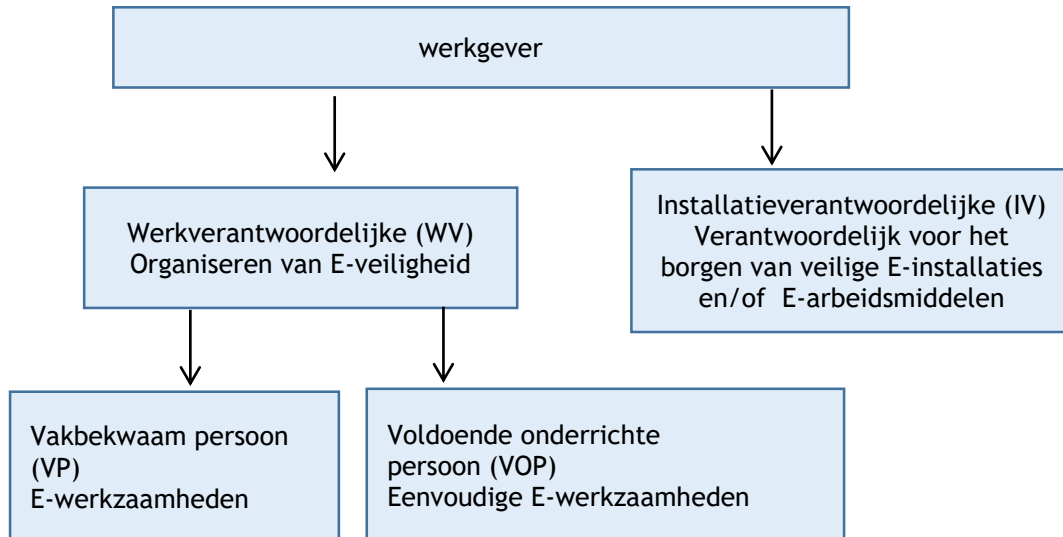 werkgever
Werkverantwoordelijke (WV)
Organiseren van E-veiligheid
Installatieverantwoordelijke (IV)
Verantwoordelijk voor het
borgen van veilige E-installaties
en/of E-arbeidsmiddelen
Vakbekwaam persoon
(VP)
E-werkzaamheden
Voldoende onderrichte
persoon (VOP)
Eenvoudige E-werkzaamheden